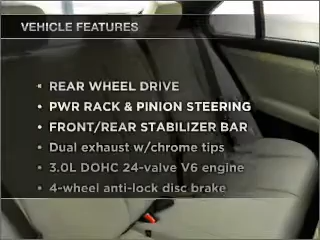 VEHICLE FEATURES
• REAR WHEEL DRIVE
• PWR RACK & PINION STEERING
• FRONT/REAR STABILIZER BAR
• Dual exhaust w/chrome tips
• 3.0L DOHC 24-valve V6 engine
• 4-wheel anti-lock disc brake